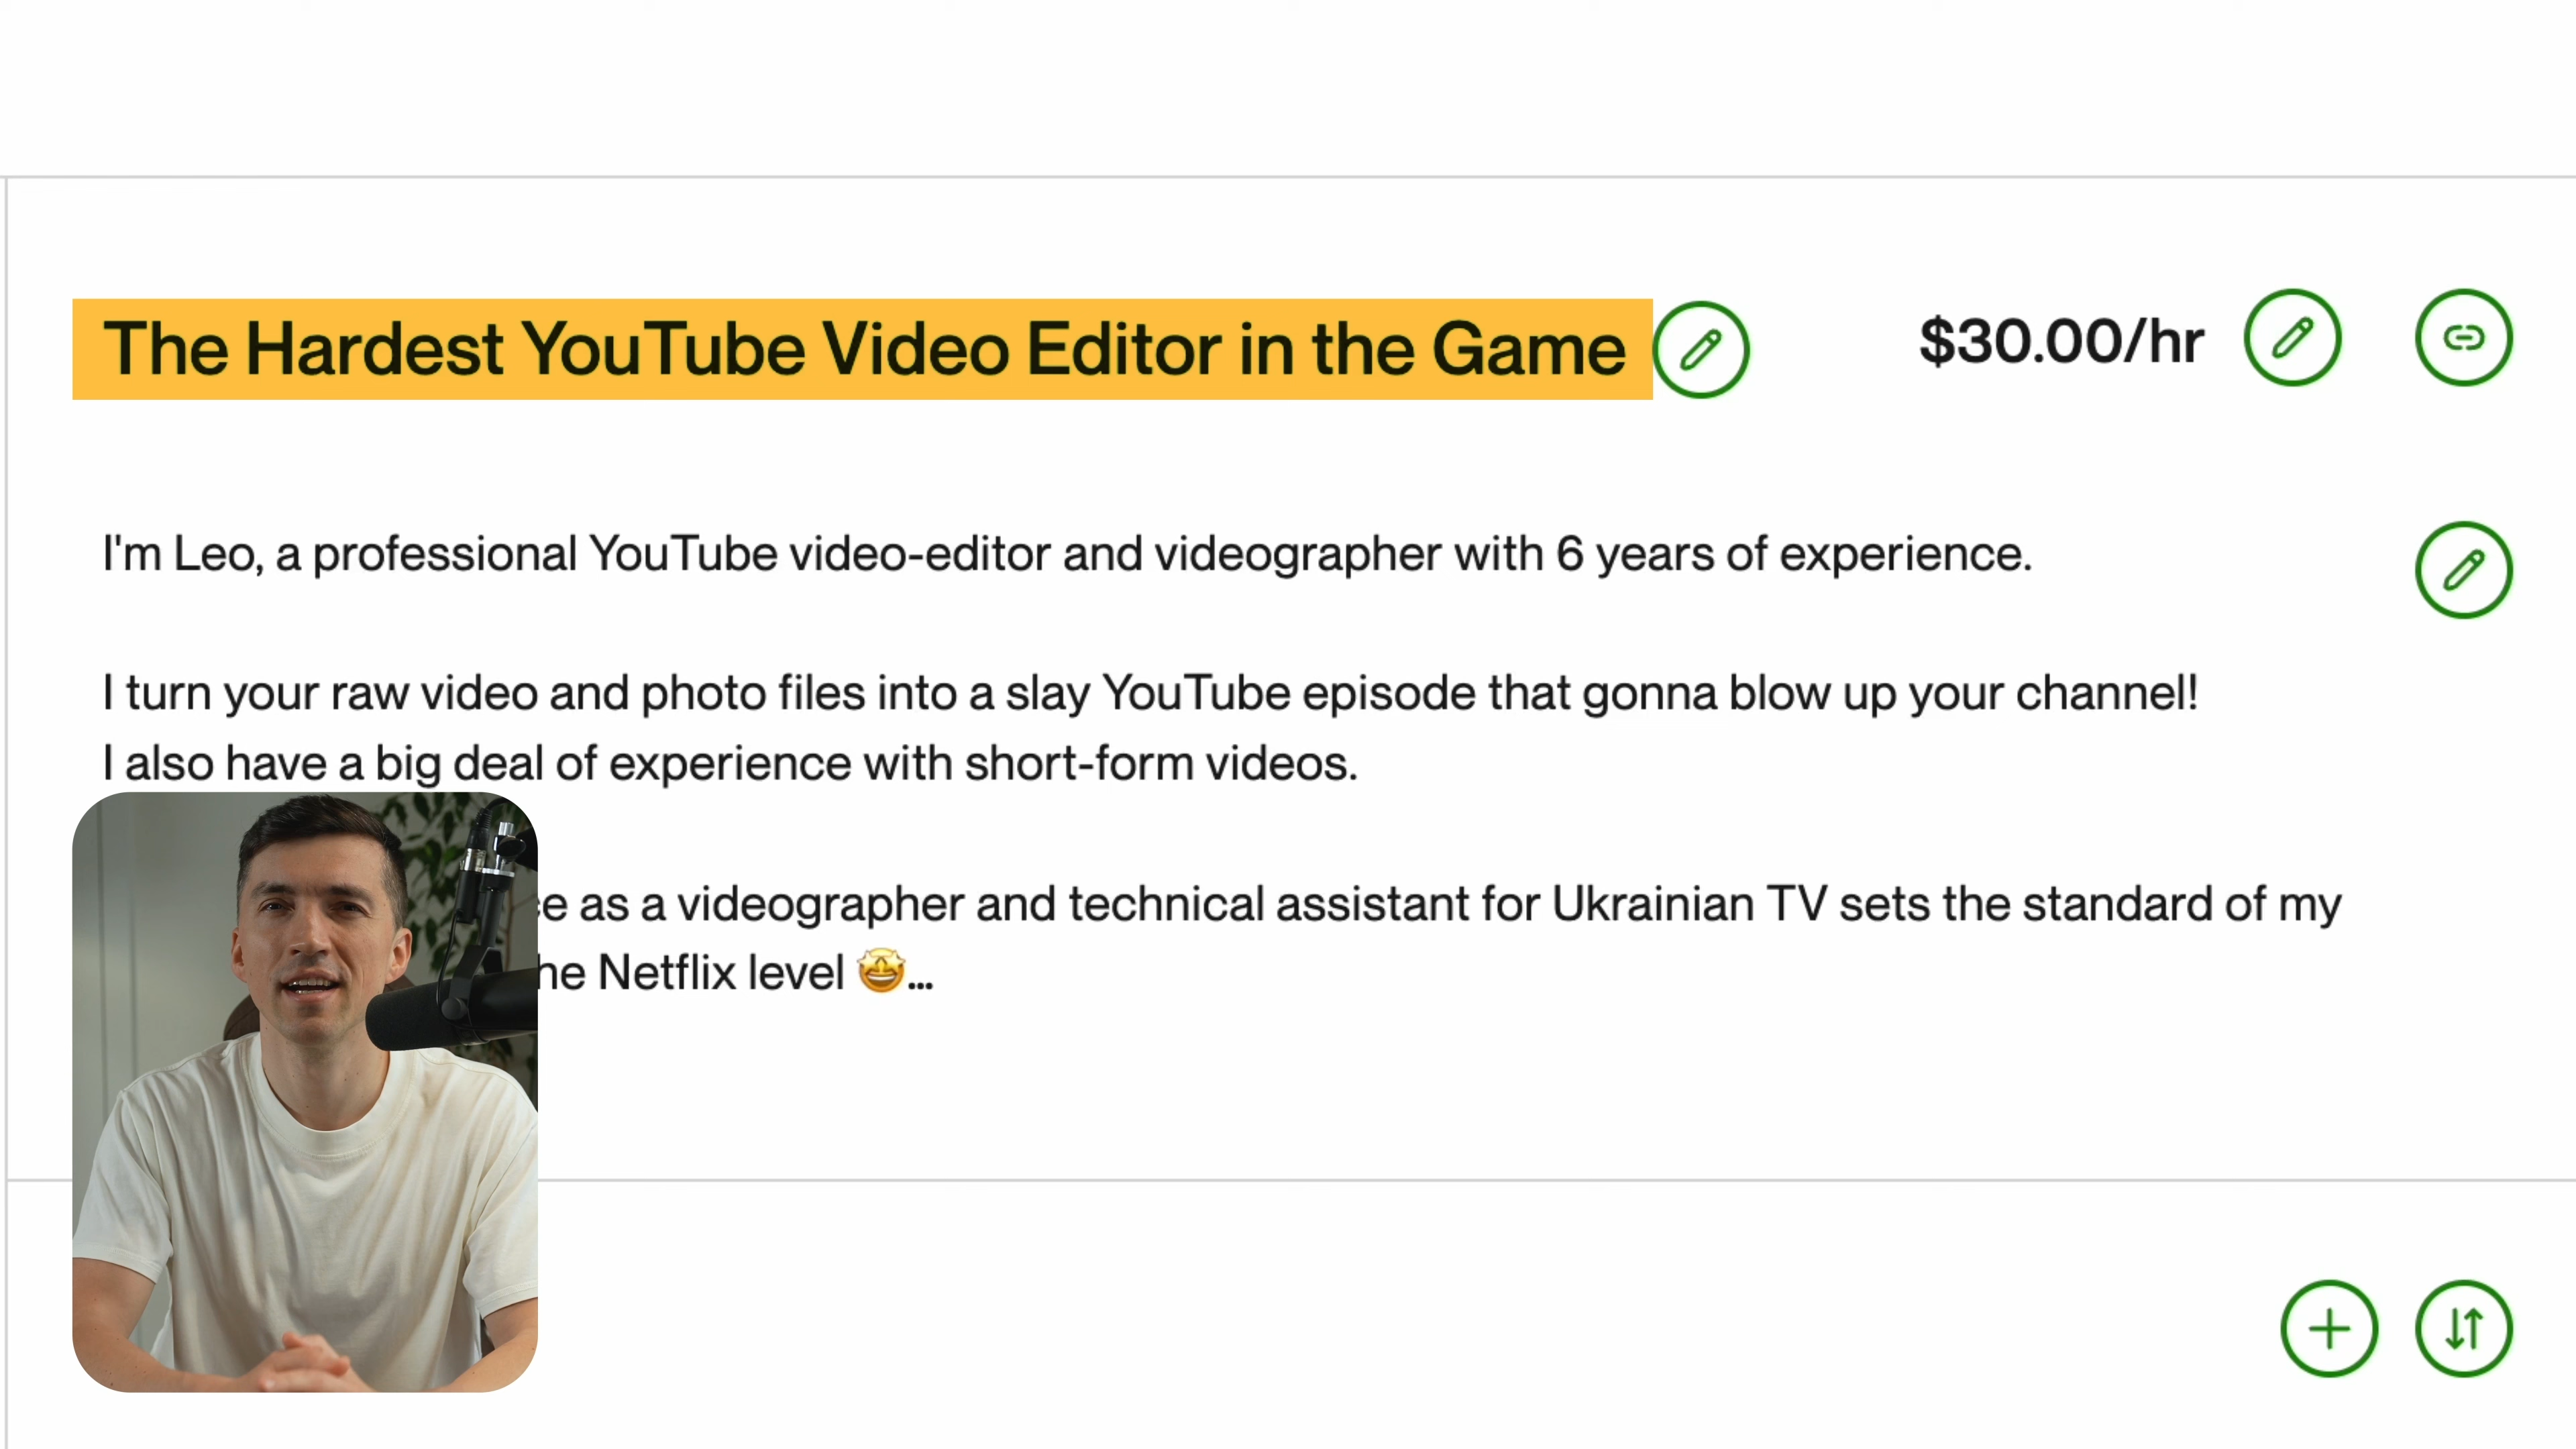 The Hardest YouTube Video Editor in the Game
$30.00/hr
I'm Leo, a professional YouTube video-editor and videographer with 6 years of experience.
I turn your raw video and photo files into a slay YouTube episode that gonna blow up your channel!
I also have a big deal of experience with short-form videos.
as a videographer and technical assistant for Ukrainian TV sets the standard of my
Netflix level 🤩...